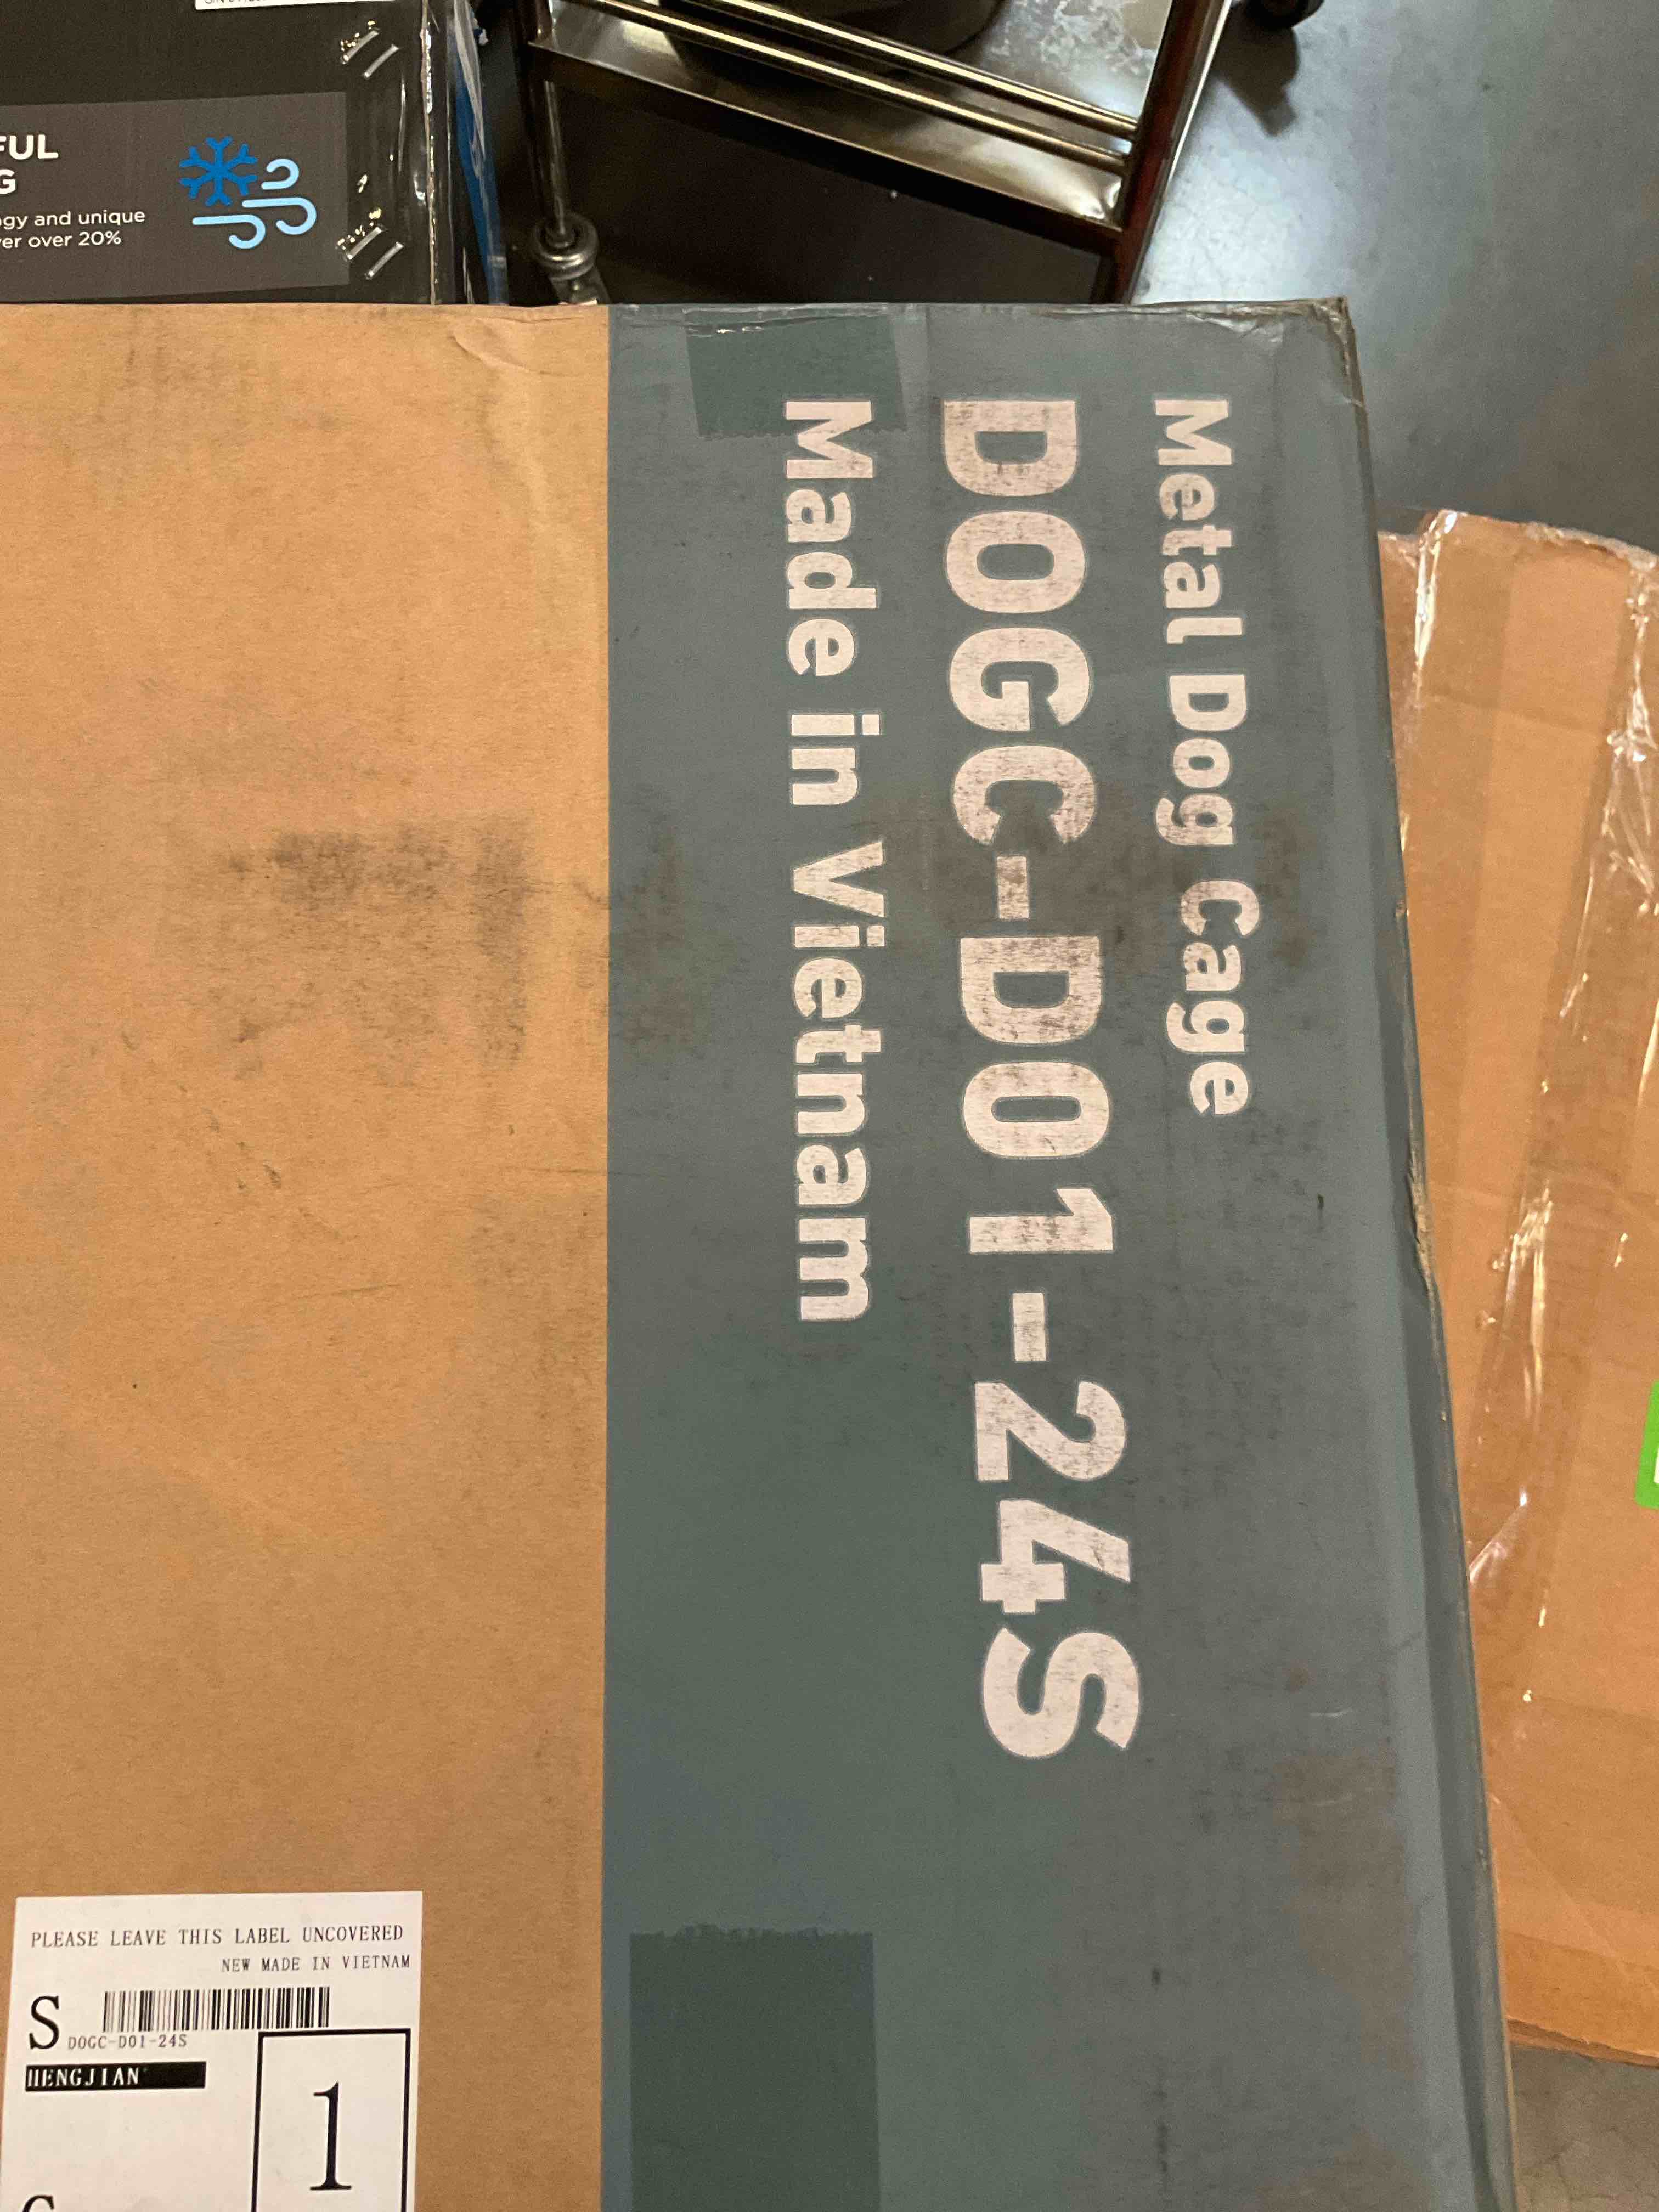 FUL
G
ogy and unique
er over 20%
Metal Dog Cage
DOGC-D01-24S
Made in Vietnam
PLEASE LEAVE THIS LABEL UNCOVERED
NEW MADE IN VIETNAM
S
DOGC-D01-24S
HENGJIAN
1